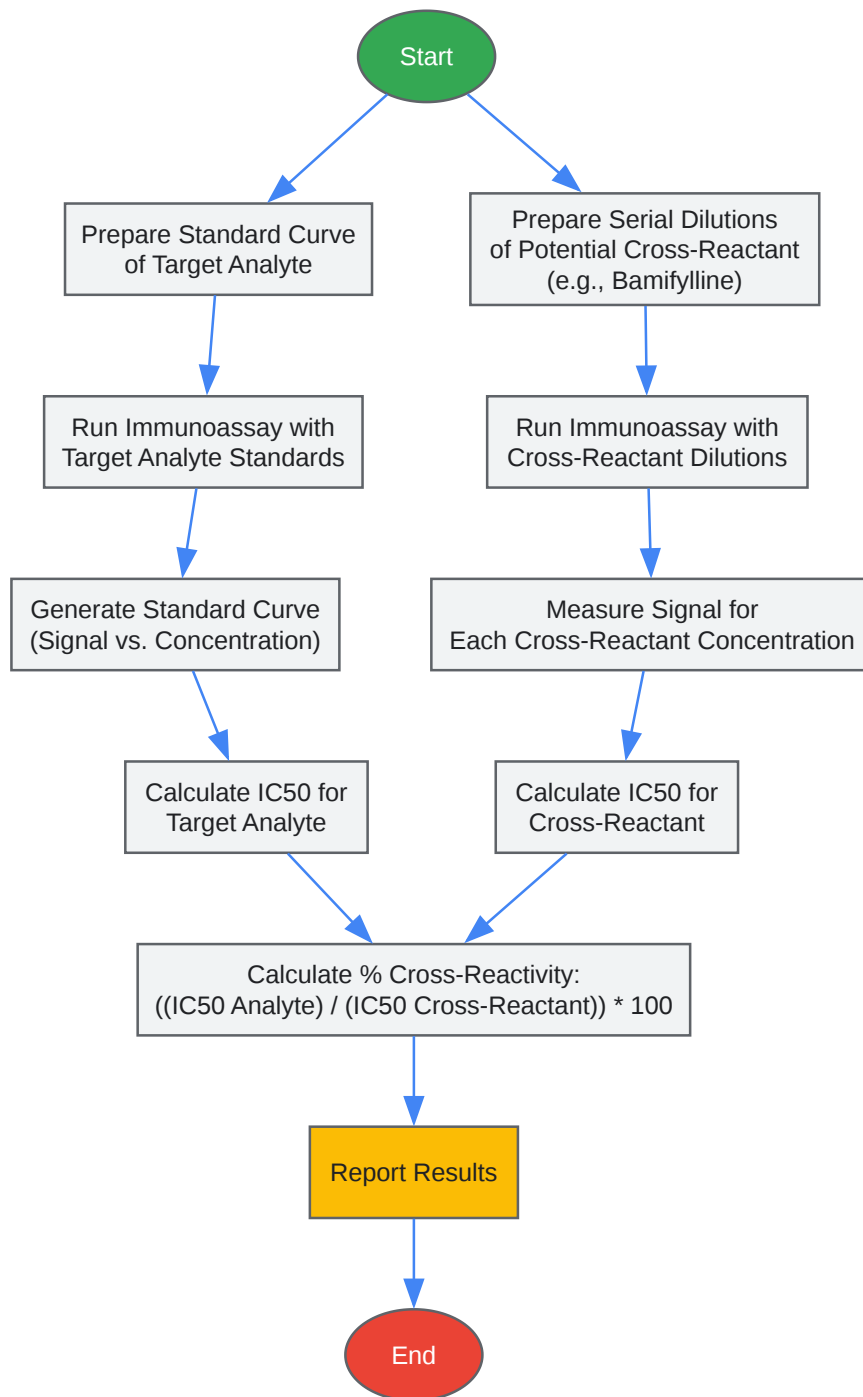 Start
Prepare Standard Curve
of Target Analyte
Prepare Serial Dilutions
of Potential Cross-Reactant
(e.g., Bamifylline)
Run Immunoassay with
Target Analyte Standards
Run Immunoassay with
Cross-Reactant Dilutions
Generate Standard Curve
(Signal vs. Concentration)
Measure Signal for
Each Cross-Reactant Concentration
Calculate IC50 for
Target Analyte
Calculate IC50 for
Cross-Reactant
Calculate % Cross-Reactivity:
((IC50 Analyte) / (IC50 Cross-Reactant)) * 100
Report Results
End